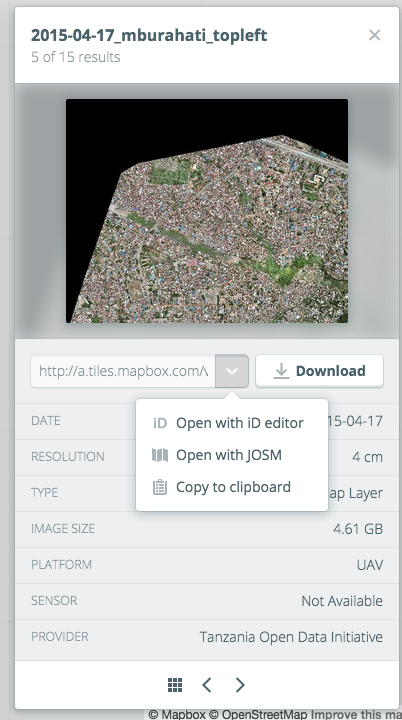 2015-04-17_mburahati_topleft
5 of 15 results
http://a.tiles.mapbox.com/
Download
iD Open with iD editor
Open with JOSM
Copy to clipboard
DATE 15-04-17
RESOLUTION 4 cm
TYPE ap Layer
IMAGE SIZE 4.61 GB
PLATFORM UAV
SENSOR Not Available
PROVIDER Tanzania Open Data Initiative
© Mapbox © OpenStreetMap Improve this ma